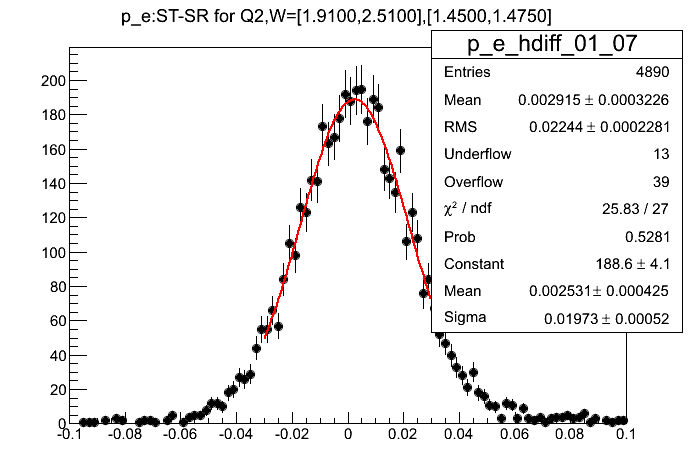 p_e:ST-SR for Q2,W=[1.9100,2.5100],[1.4500,1.4750]
p_e_hdiff_01_07
Entries 4890
Mean 0.002915 ± 0.0003226
RMS 0.02244 ± 0.0002281
Underflow 13
Overflow 39
χ² / ndf 25.83 / 27
Prob 0.5281
Constant 188.6 ± 4.1
Mean 0.002531± 0.000425
Sigma 0.01973 ± 0.00052
200
180
160
140
120
100
80
60
40
20
0
-0.1 -0.08 -0.06 -0.04 -0.02 0 0.02 0.04 0.06 0.08 0.1